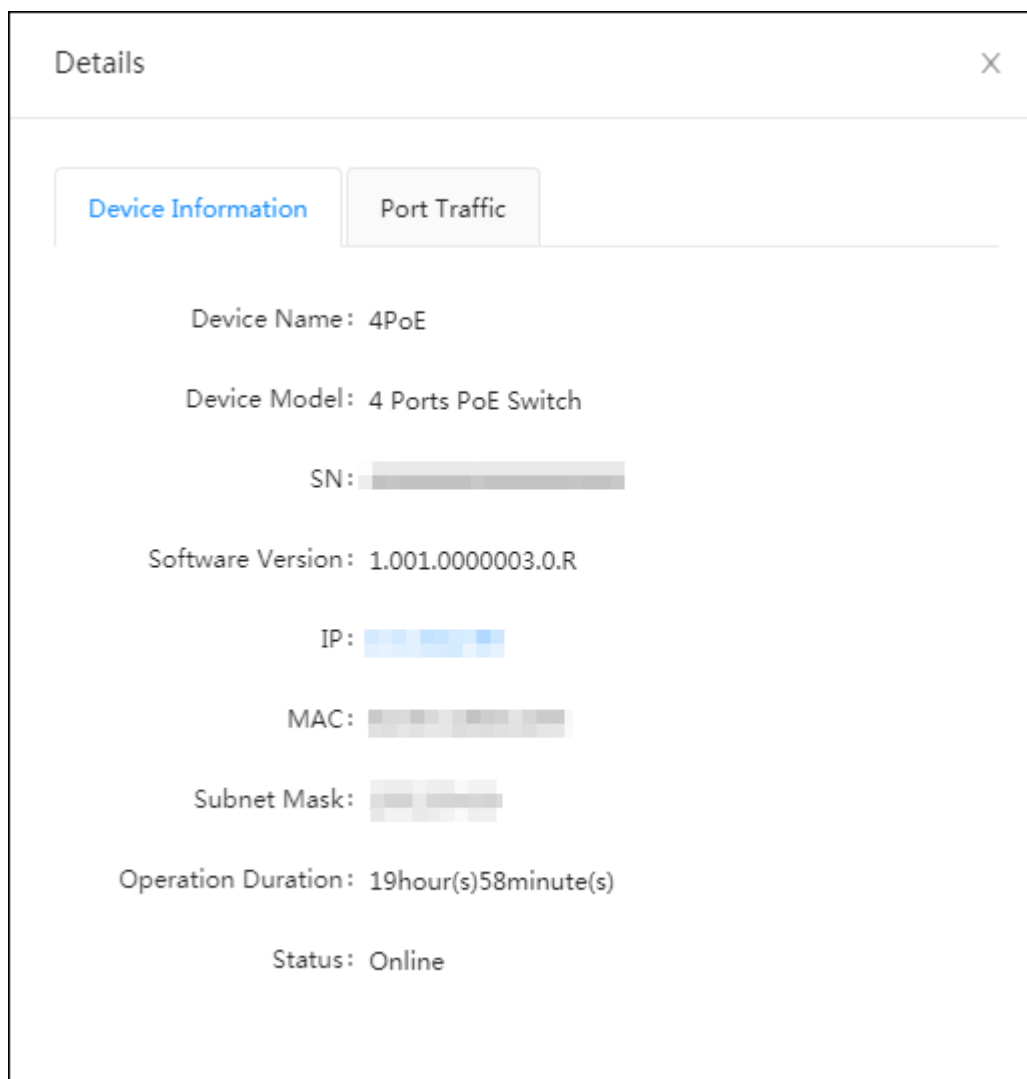 Details
Device Information
Port Traffic
Device Name: 4PoE
Device Model: 4 Ports PoE Switch
SN:
Software Version: 1.001.0000003.0.R
IP:
MAC:
Subnet Mask:
Operation Duration: 19hour(s)58minute(s)
Status: Online